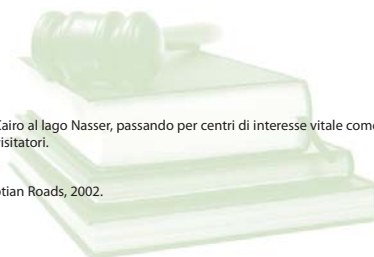 Cairo al lago Nasser, passando per centri di interesse vitale come
visitatori.
tian Roads, 2002.